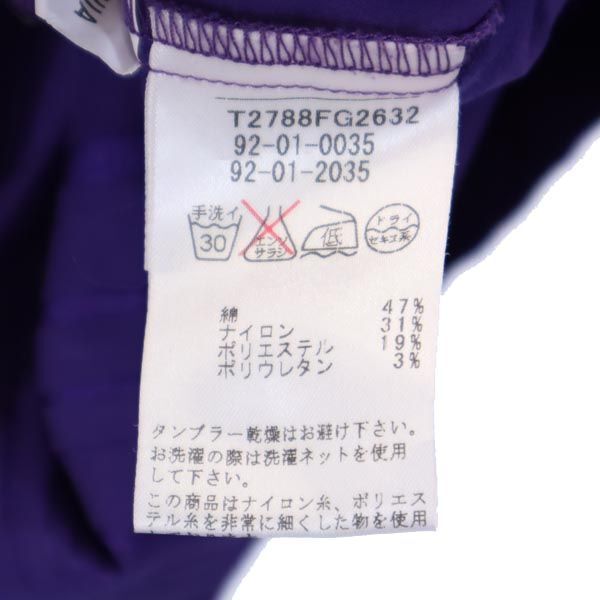 UIA
T2788FG2632
92-01-0035
92-01-2035
手洗イ
30
エンソ
サラシ
低
ドライ
セキユ系
綿 47%
ナイロン 31%
ポリエステル 19%
ポリウレタン 3%
タンブラー乾燥はお避け下さい。
お洗濯の際は洗濯ネットを使用
して下さい。
この商品はナイロン糸、ポリエス
テル糸を非常に細くした物を使用